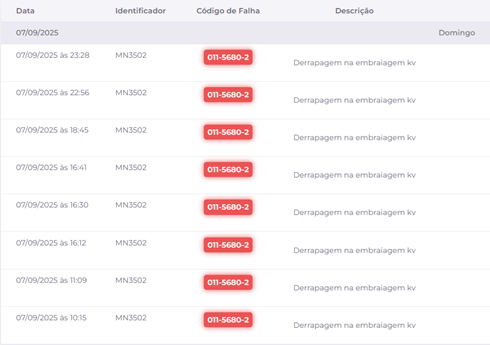 Data Identificador Código de Falha Descrição
07/09/2025 Domingo
07/09/2025 às 23:28 MN3502 011-5680-2 Derrapagem na embraiagem kv
07/09/2025 às 22:56 MN3502 011-5680-2 Derrapagem na embraiagem kv
07/09/2025 às 18:45 MN3502 011-5680-2 Derrapagem na embraiagem kv
07/09/2025 às 16:41 MN3502 011-5680-2 Derrapagem na embraiagem kv
07/09/2025 às 16:30 MN3502 011-5680-2 Derrapagem na embraiagem kv
07/09/2025 às 16:12 MN3502 011-5680-2 Derrapagem na embraiagem kv
07/09/2025 às 11:09 MN3502 011-5680-2 Derrapagem na embraiagem kv
07/09/2025 às 10:15 MN3502 011-5680-2 Derrapagem na embraiagem kv